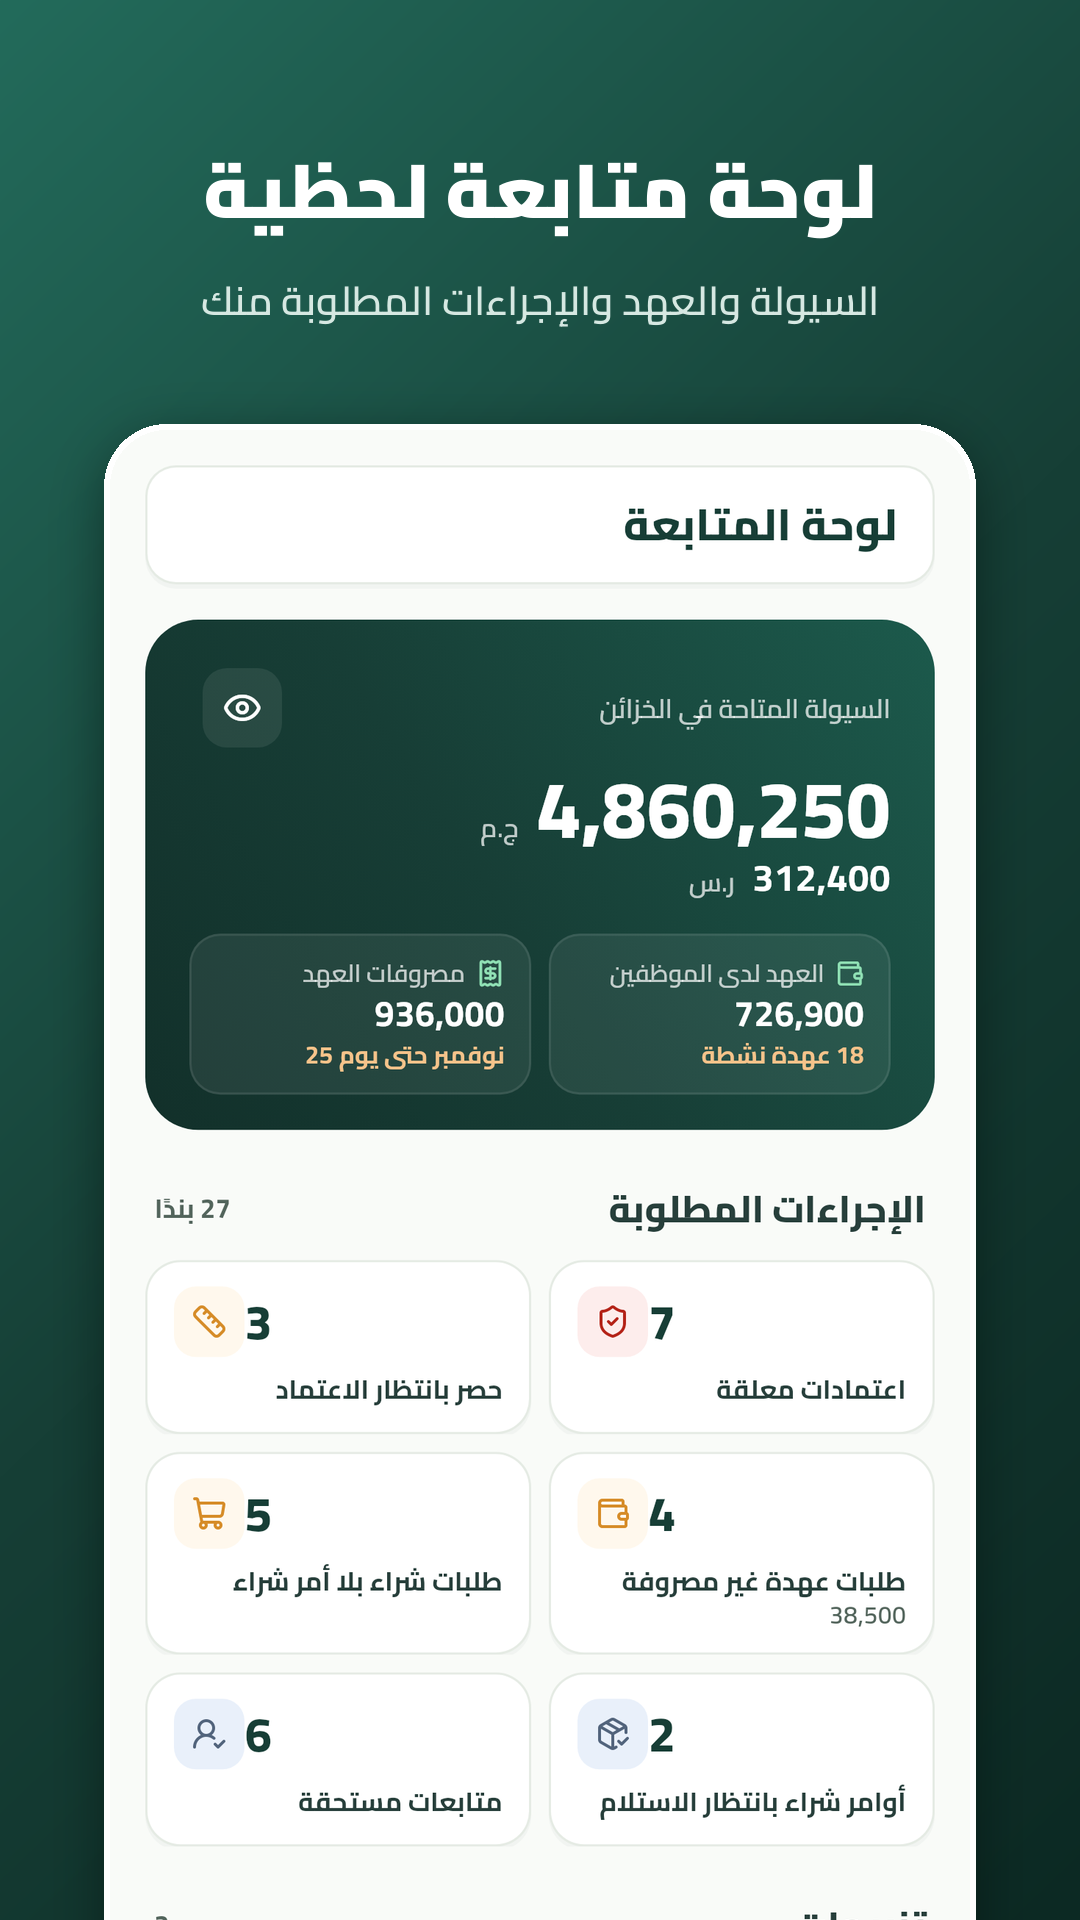 لوحة متابعة لحظية
السيولة والعهد والإجراءات المطلوبة منك
لوحة المتابعة
السيولة المتاحة في الخزائن
4,860,250 ج.م
312,400 ر.س
العهد لدى الموظفين
726,900
18 عهدة نشطة
مصروفات العهد
936,000
نوفمبر حتى يوم 25
الإجراءات المطلوبة
27 بندًا
7
اعتمادات معلقة
3
حصر بانتظار الاعتماد
4
طلبات عهدة غير مصروفة
38,500
5
طلبات شراء بلا أمر شراء
2
أوامر شراء بانتظار الاستلام
6
متابعات مستحقة